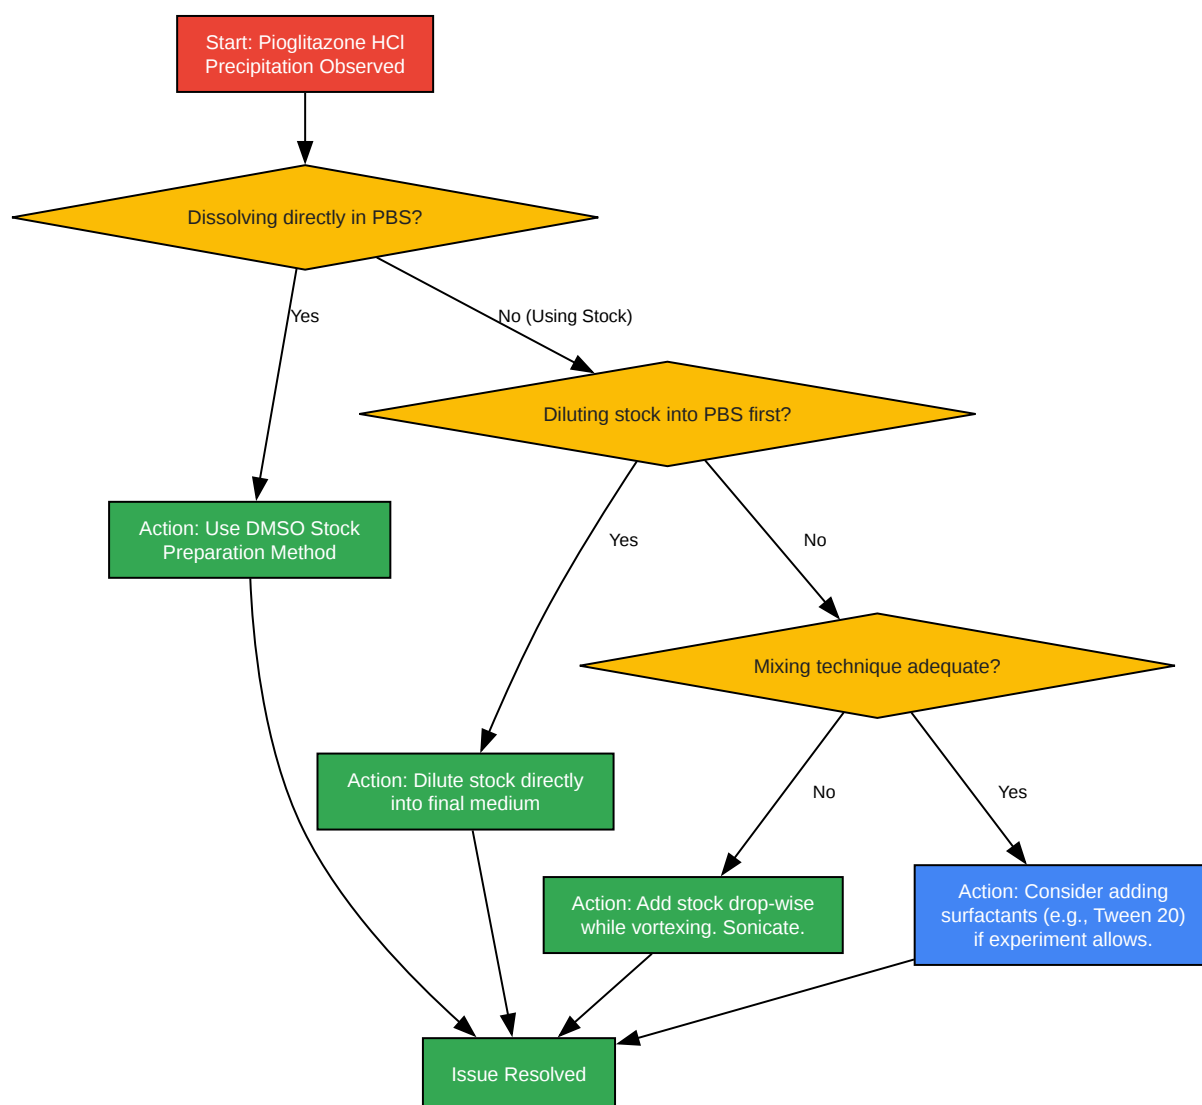 Start: Pioglitazone HCl
Precipitation Observed
Dissolving directly in PBS?
Yes
No (Using Stock)
Diluting stock into PBS first?
Action: Use DMSO Stock
Preparation Method
Yes
No
Mixing technique adequate?
Action: Dilute stock directly
into final medium
No
Yes
Action: Add stock drop-wise
while vortexing. Sonicate.
Action: Consider adding
surfactants (e.g., Tween 20)
if experiment allows.
Issue Resolved